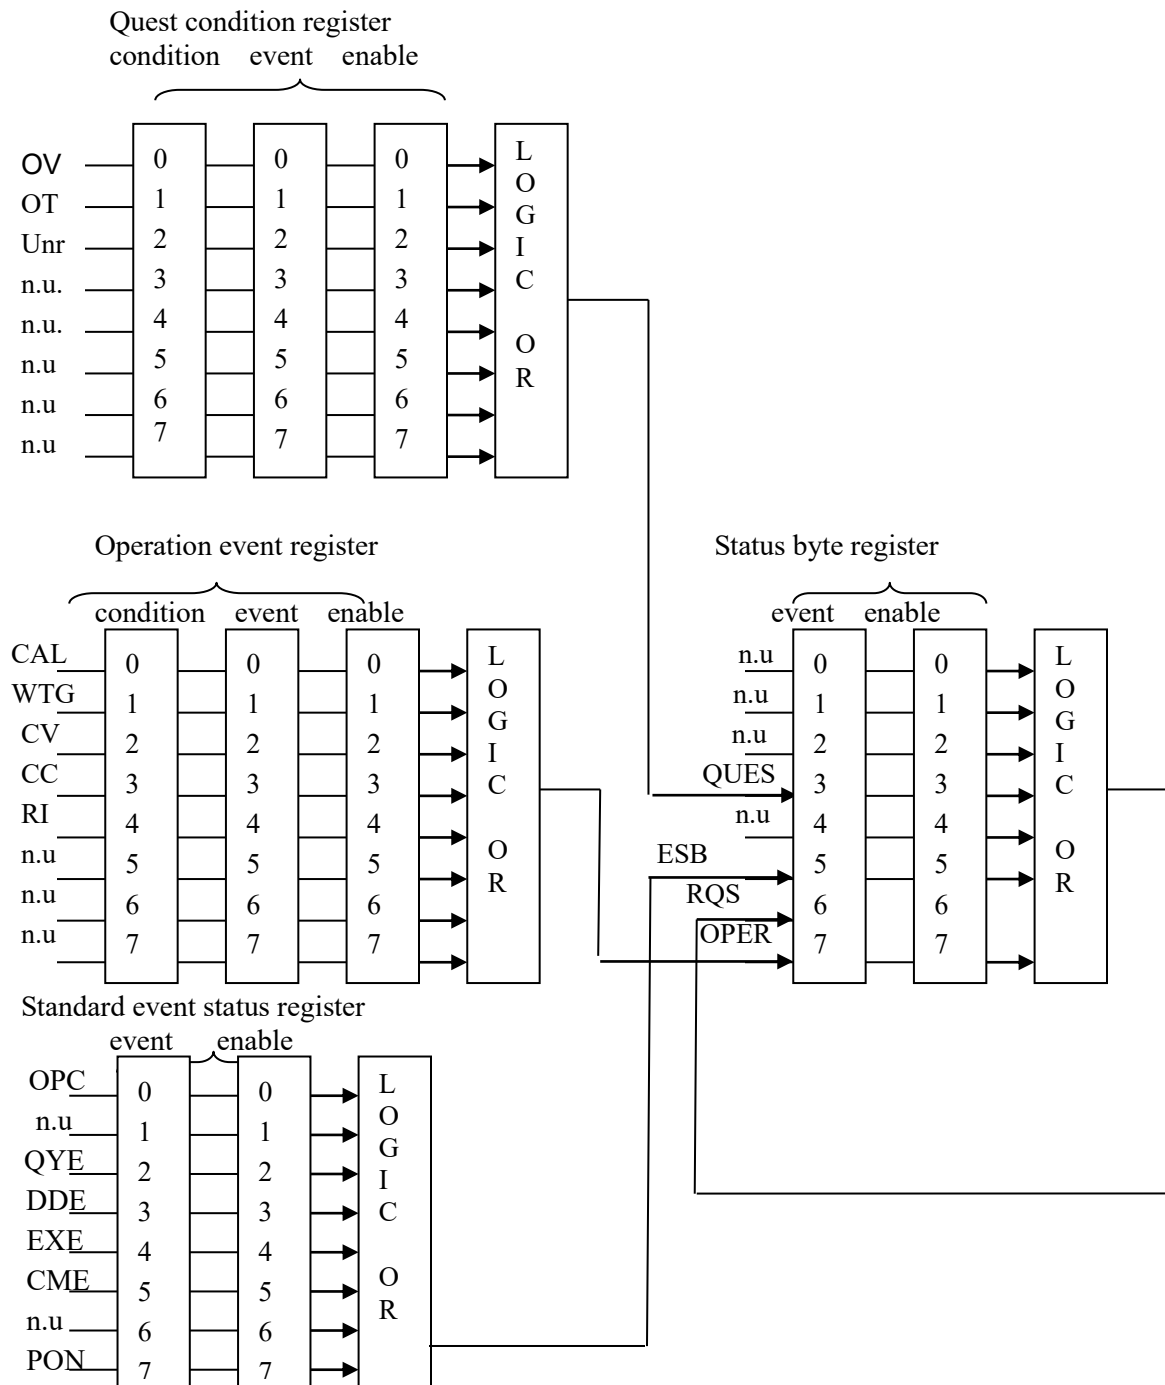 Quest condition register
condition event enable
OV 0 0 0 L
OT 1 1 1 O
Unr 2 2 2 G
n.u. 3 3 3 I
n.u. 4 4 4 C
n.u 5 5 5 O
n.u 6 6 6 R
n.u 7 7 7
Operation event register
condition event enable
CAL 0 0 0 L
WTG 1 1 1 O
CV 2 2 2 G
CC 3 3 3 I
RI 4 4 4 C
n.u 5 5 5 O
n.u 6 6 6 R
n.u 7 7 7
Status byte register
event enable
n.u 0 0 L
n.u 1 1 O
n.u 2 2 G
QUES 3 3 I
n.u 4 4 C
ESB 5 5 O
RQS 6 6 R
OPER 7 7
Standard event status register
event enable
OPC 0 0 L
n.u 1 1 O
QYE 2 2 G
DDE 3 3 I
EXE 4 4 C
CME 5 5 O
n.u 6 6 R
PON 7 7